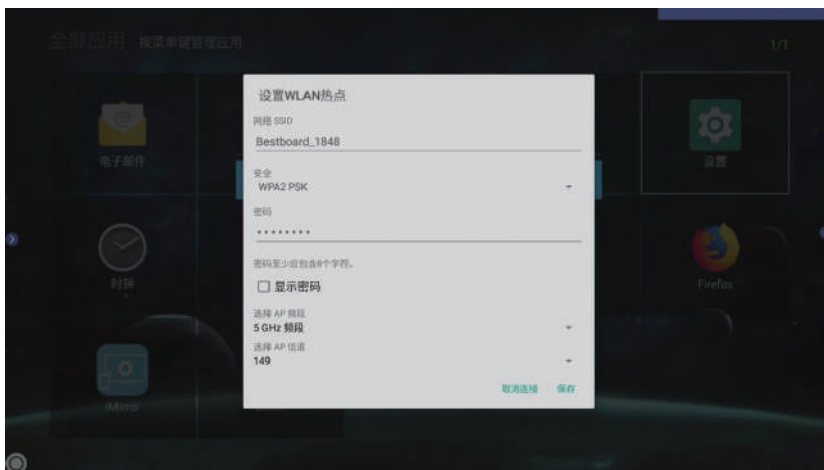 全部应用 按菜单键管理应用
1/1
设置WLAN热点
网络 SSID
Bestboard_1848
安全
WPA2 PSK
密码
••••••••
密码至少应包含8个字符。
显示密码
选择 AP 频段
5 GHz 频段
选择 AP 信道
149
取消连接 保存
电子邮件
设置
时钟
Firefox
iMirror